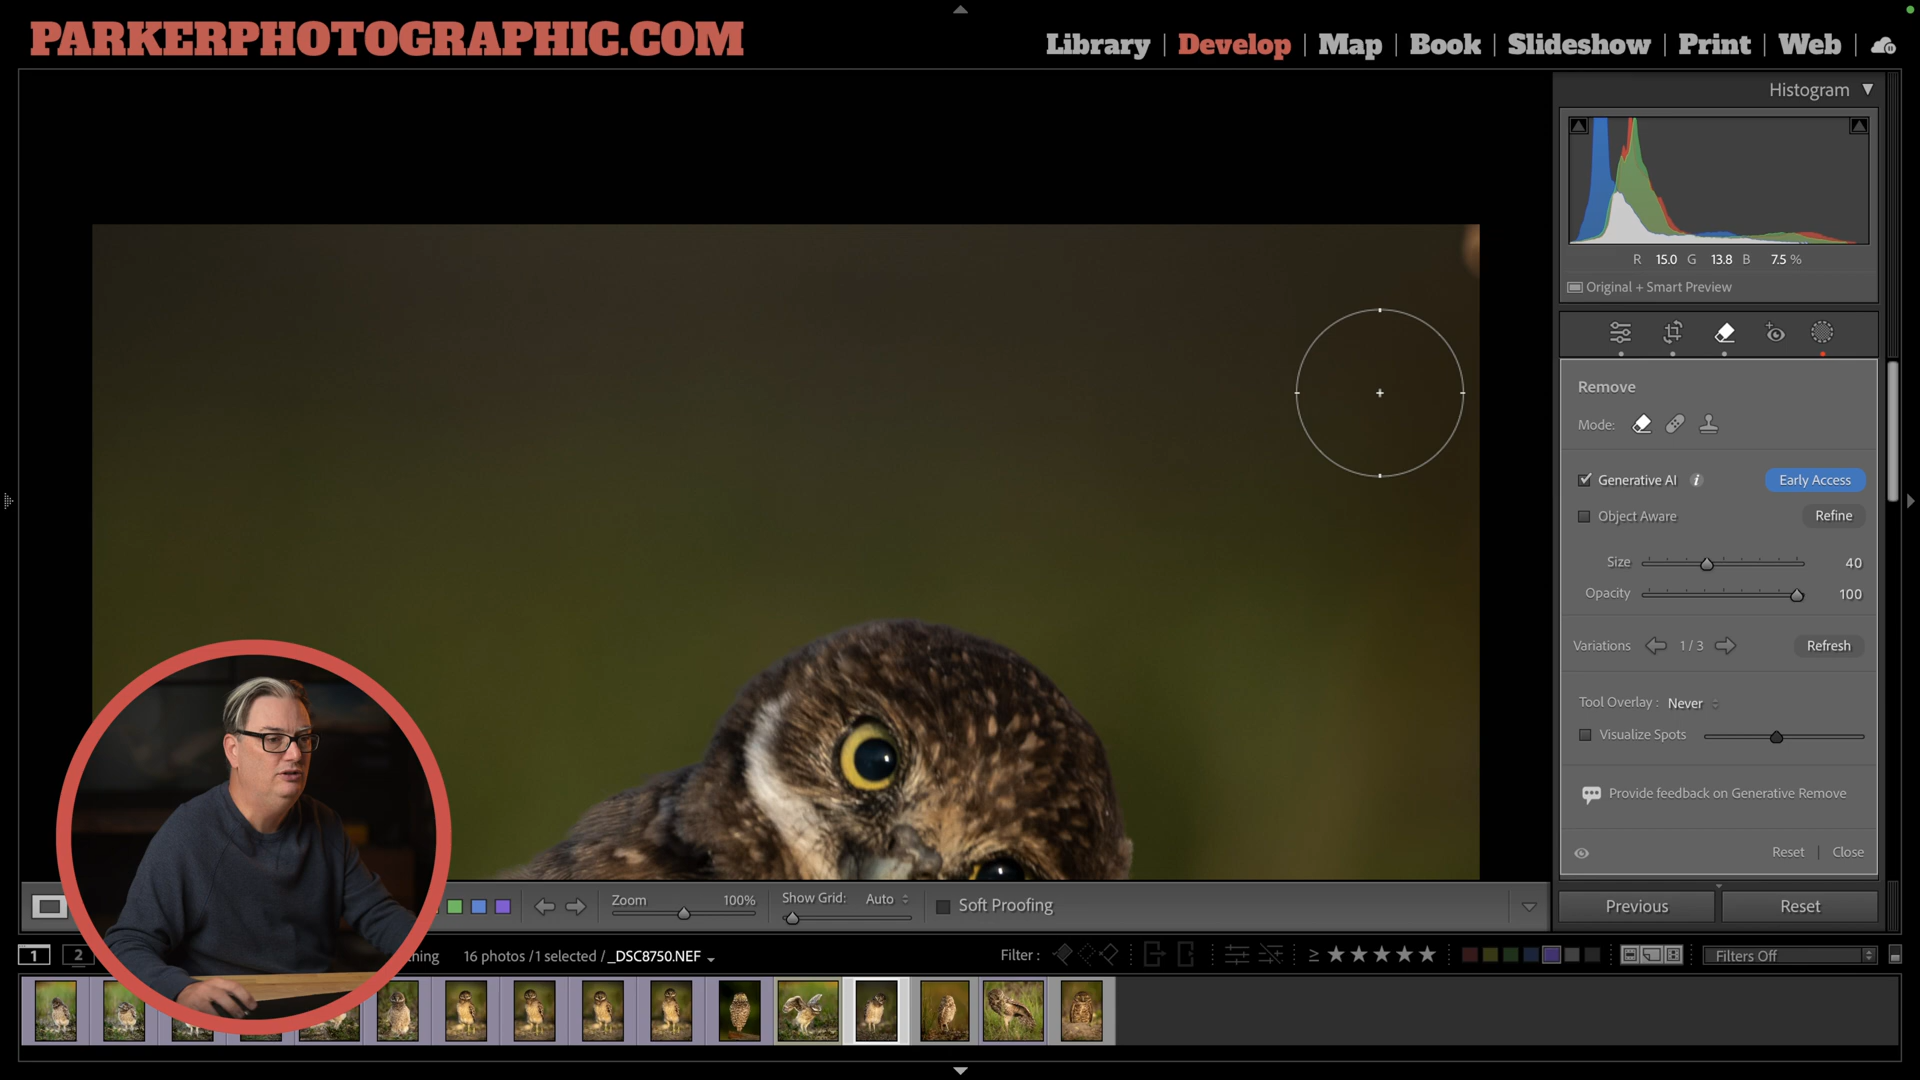 PARKERPHOTOGRAPHIC.COM
Library | Develop | Map | Book | Slideshow | Print | Web |
Histogram
R 15.0 G 13.8 B 7.5 %
Original + Smart Preview
Remove
Mode:
Generative AI i Early Access
Object Aware Refine
Size 40
Opacity 100
Variations 1 / 3 Refresh
Tool Overlay : Never
Visualize Spots
Provide feedback on Generative Remove
Reset | Close
Zoom 100% Show Grid: Auto Soft Proofing
Previous Reset
1 2 16 photos / 1 selected / _DSC8750.NEF Filter : ≥ ★★★★★ Filters Off